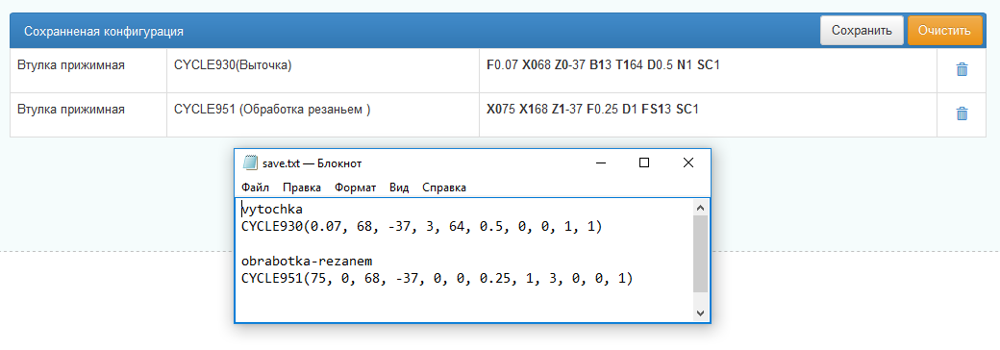 Сохранненая конфигурация
Сохранить
Очистить
Втулка прижимная CYCLE930(Выточка) F0.07 X068 Z0-37 B13 T164 D0.5 N1 SC1
Втулка прижимная CYCLE951 (Обработка резаньем ) X075 X168 Z1-37 F0.25 D1 FS13 SC1
save.txt — Блокнот
Файл Правка Формат Вид Справка
vytochka
CYCLE930(0.07, 68, -37, 3, 64, 0.5, 0, 0, 1, 1)
obrabotka-rezanem
CYCLE951(75, 0, 68, -37, 0, 0, 0.25, 1, 3, 0, 0, 1)